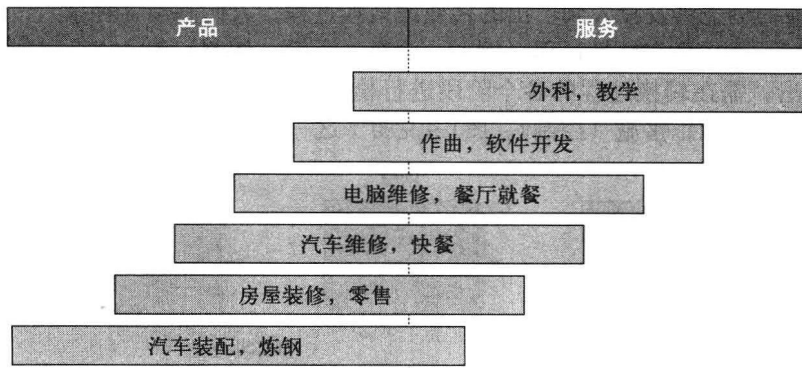 产品 服务
外科，教学
作曲，软件开发
电脑维修，餐厅就餐
汽车维修，快餐
房屋装修，零售
汽车装配，炼钢